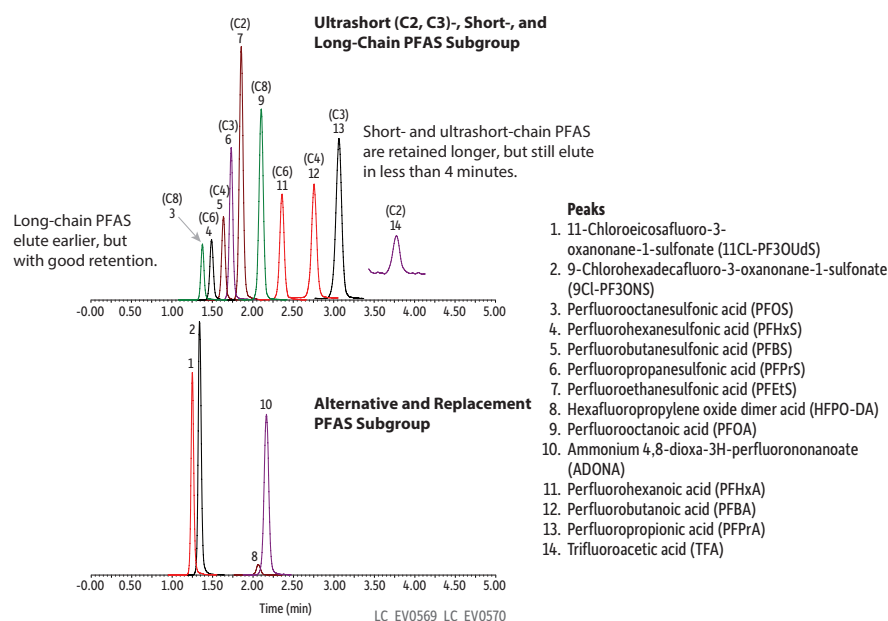 Ultrashort (C2, C3)-, Short-, and
Long-Chain PFAS Subgroup
(C2)
7
(C8)
9
(C3)
13
(C3)
6
Short- and ultrashort-chain PFAS
are retained longer, but still elute
in less than 4 minutes.
(C6)
11
(C4)
12
(C8)
3
(C6)
4
(C4)
5
(C2)
14
Long-chain PFAS
elute earlier, but
with good retention.
-0.00 0.50 1.00 1.50 2.00 2.50 3.00 3.50 4.00 4.50 5.00
2
1
10
8
Alternative and Replacement
PFAS Subgroup
-0.00 0.50 1.00 1.50 2.00 2.50 3.00 3.50 4.00 4.50 5.00
Time (min)
LC_EV0569_LC_EV0570
Peaks
1. 11-Chloroeicosafluoro-3-
oxanonane-1-sulfonate (11CL-PF3OUdS)
2. 9-Chlorohexadecafluoro-3-oxanonane-1-sulfonate
(9Cl-PF3ONS)
3. Perfluorooctanesulfonic acid (PFOS)
4. Perfluorohexanesulfonic acid (PFHxS)
5. Perfluorobutanesulfonic acid (PFBS)
6. Perfluoropropanesulfonic acid (PFPrS)
7. Perfluoroethanesulfonic acid (PFEtS)
8. Hexafluoropropylene oxide dimer acid (HFPO-DA)
9. Perfluorooctanoic acid (PFOA)
10. Ammonium 4,8-dioxa-3H-perfluorononanoate
(ADONA)
11. Perfluorohexanoic acid (PFHxA)
12. Perfluorobutanoic acid (PFBA)
13. Perfluoropropionic acid (PFPrA)
14. Trifluoroacetic acid (TFA)